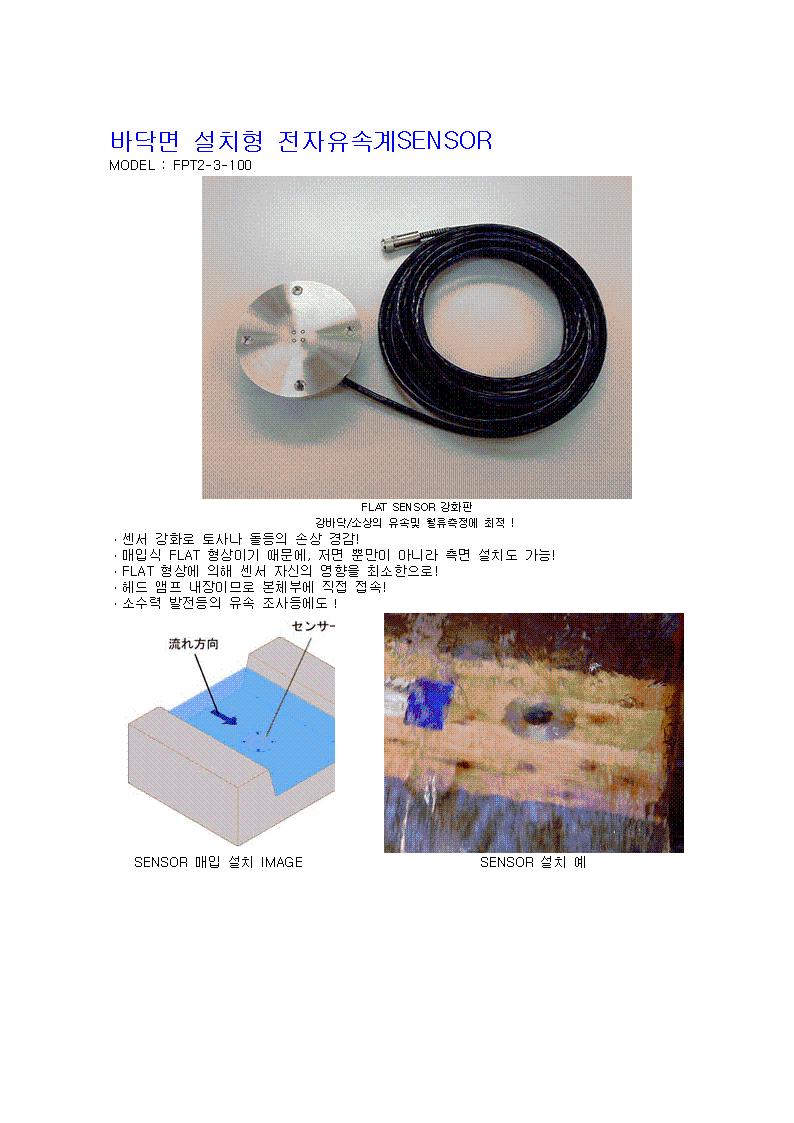 바닥면 설치형 전자유속계SENSOR
MODEL : FPT2-3-100
FLAT SENSOR 강화판
강바닥/소상의 유속및 월류측정에 최적 !
· 센서 강화로 토사나 돌등의 손상 경감!
· 매입식 FLAT 형상이기 때문에, 저면 뿐만이 아니라 측면 설치도 가능!
· FLAT 형상에 의해 센서 자신의 영향을 최소한으로!
· 헤드 앰프 내장이므로 본체부에 직접 접속!
· 소수력 발전등의 유속 조사등에도 !
センサー
流れ方向
SENSOR 매입 설치 IMAGE
SENSOR 설치 예